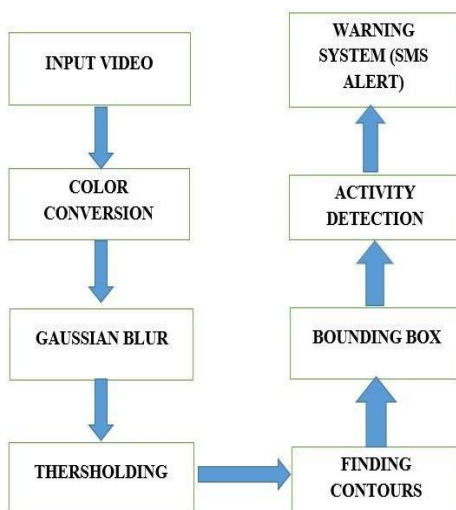 INPUT VIDEO
COLOR
CONVERSION
GAUSSIAN BLUR
THERSHOLDING
FINDING
CONTOURS
BOUNDING BOX
ACTIVITY
DETECTION
WARNING
SYSTEM (SMS
ALERT)